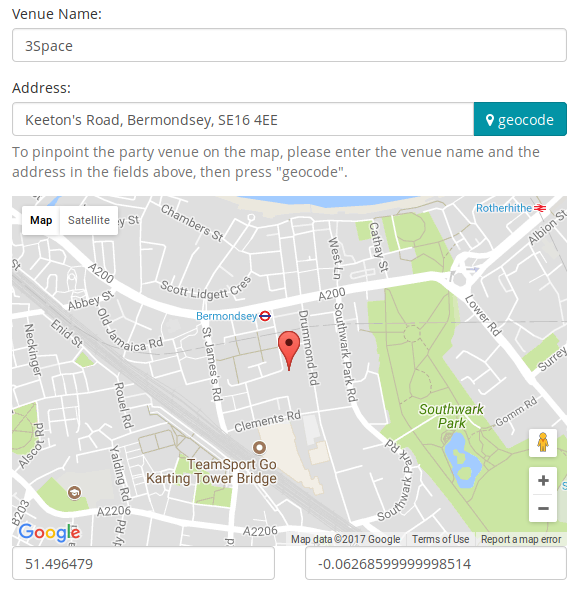 Venue Name:
3Space
Address:
Keeton's Road, Bermondsey, SE16 4EE
geocode
To pinpoint the party venue on the map, please enter the venue name and the
address in the fields above, then press "geocode".
Map
Satellite
ey St
Chambers St
Cathay St
Rotherhithe
Albion St
West Ln
St
A200
Scott Lidgett Cres
Abbey St
A200
Lower Rd
Bermondsey
Old Jamaica Rd
Enid St
Neckinger
St James's Rd
Drummond Rd
Southwark Park Rd
Surrey
Rouel Rd
Clements Rd
Southwark
Park
Gomm Rd
Alscot Rd
Yalding Rd
TeamSport Go
Karting Tower Bridge
Southwark Park Rd
B203
A2206
A2206
dy Rd
S
Google
Map data ©2017 Google
Terms of Use
Report a map error
51.496479
-0.06268599999998514